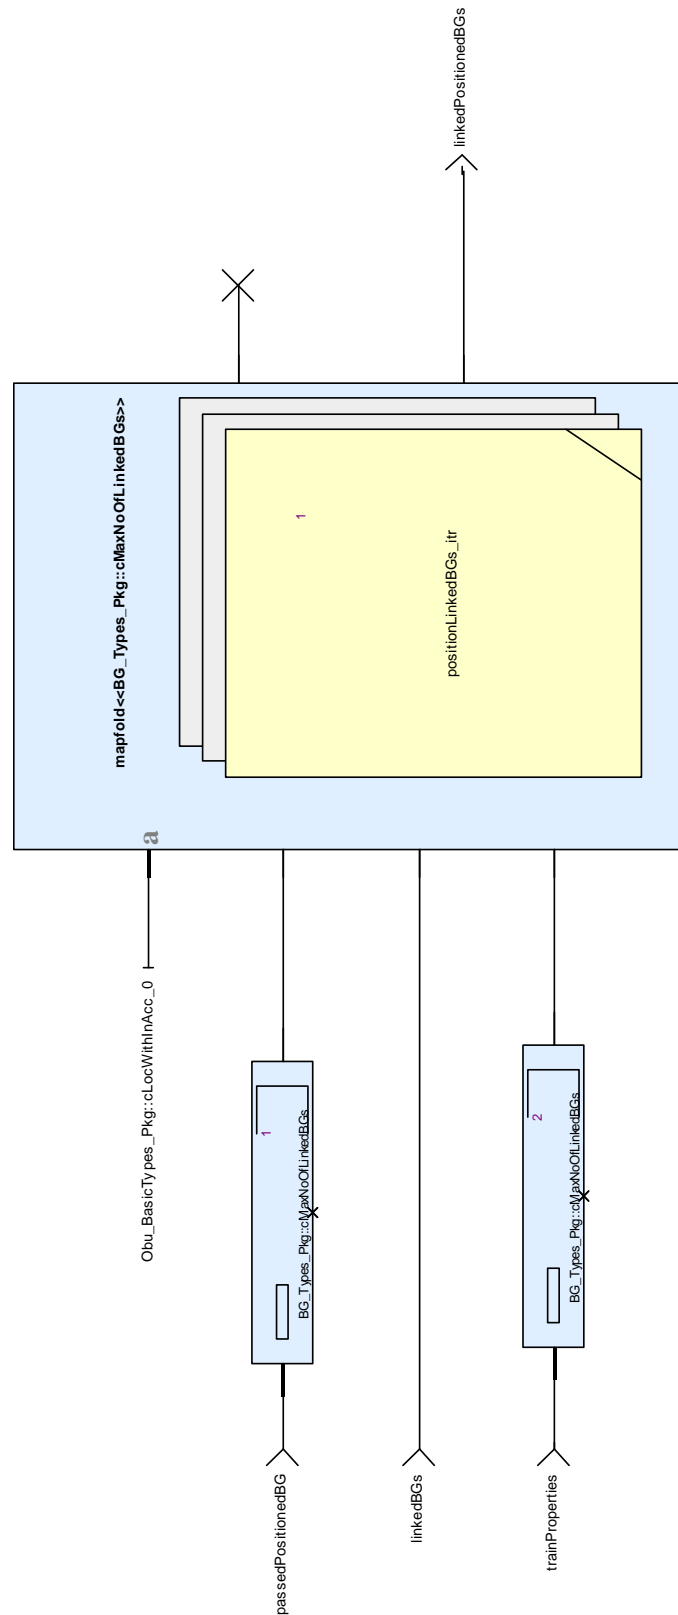 mapfold<<BG_Types_Pkg::cMaxNoOfLinkedBGs>>
a
Obu_BasicTypes_Pkg::cLocWithInAcc_0
1
positionLinkedBGs_itr
linkedPositionedBGs
passedPositionedBG
1
BG_Types_Pkg::cMaxNoOfLinkedBGs
linkedBGs
trainProperties
2
BG_Types_Pkg::cMaxNoOfLinkedBGs